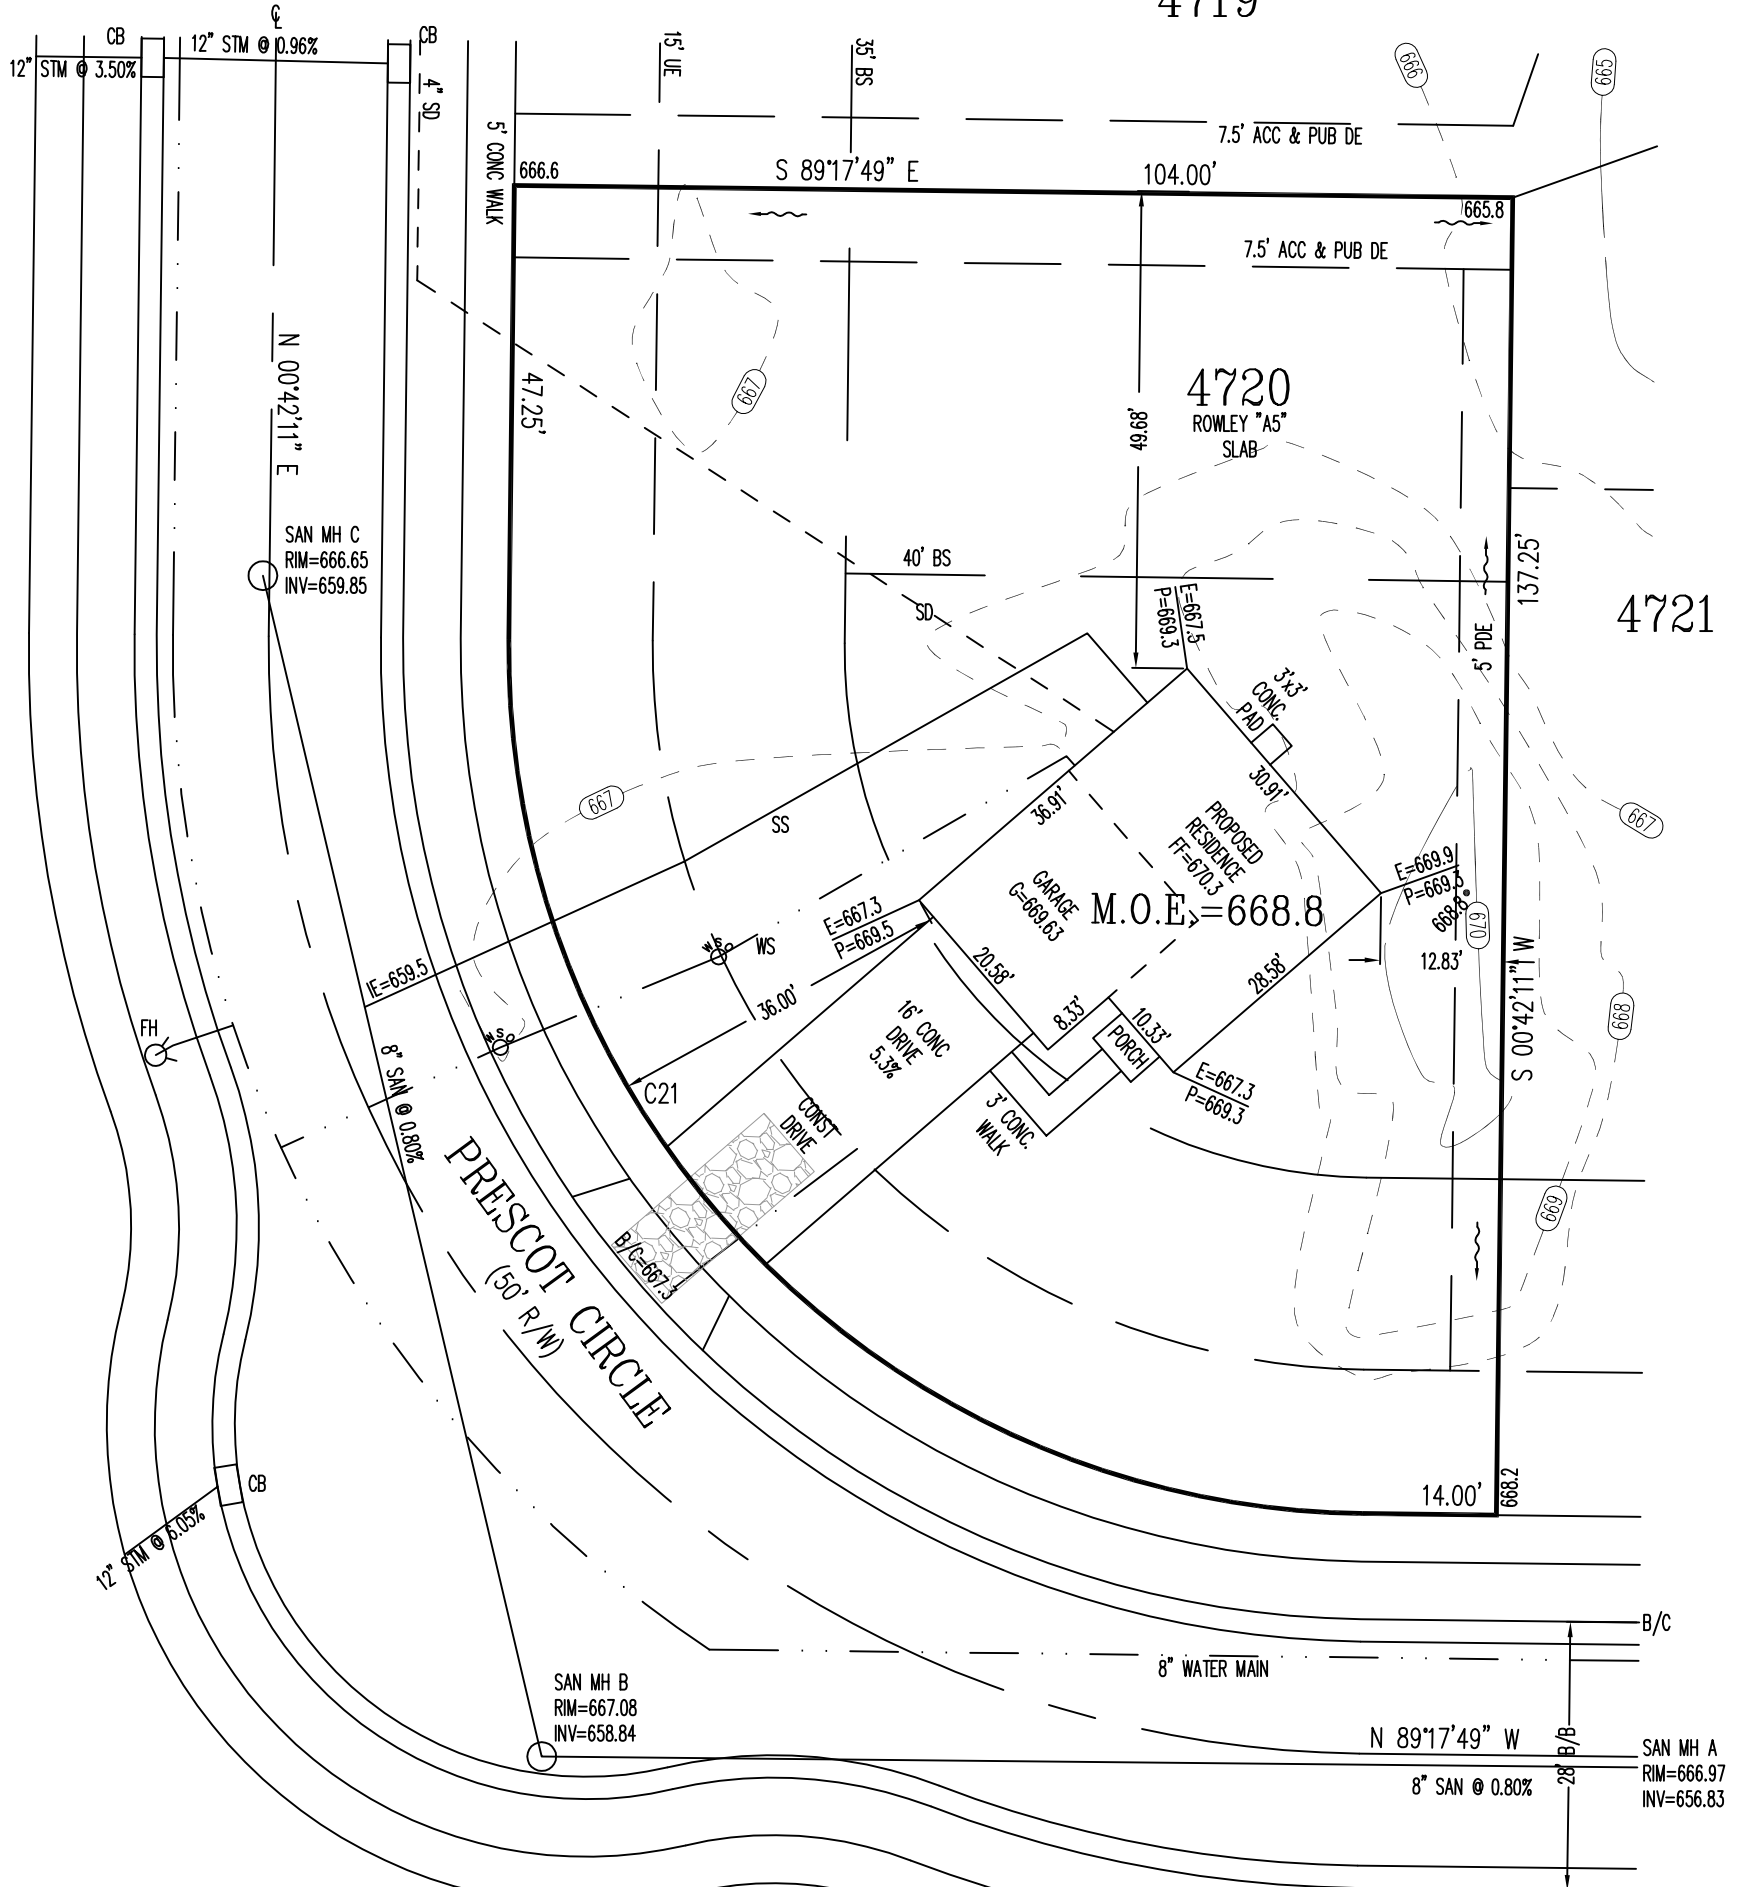 4719
℄
CB
12" STM @ 0.96%
CB
12" STM @ 3.50%
4" SD
15' UE
35' BS
666
665
5' CONC WALK
7.5' ACC & PUB DE
666.6
S 89°17'49" E
104.00'
665.8
7.5' ACC & PUB DE
N 00°42'11" E
47.25'
667
49.68'
4720
ROWLEY "A5"
SLAB
SAN MH C
RIM=666.65
INV=659.85
40' BS
SD
E=667.5
P=669.3
137.25'
4721
5' PDE
3'x3'
CONC.
PAD
667
SS
36.91'
30.91'
PROPOSED
RESIDENCE
FF=670.3
667
GARAGE
G=669.63
M.O.E.=668.8
E=669.9
P=669.3
668.8
670
E=667.3
P=669.5
WSO
WS
IE=659.5
20.58'
28.58'
12.83'
S 00°42'11" W
36.00'
16' CONC
DRIVE
5.3%
8.33'
10.33'
PORCH
668
FH
WSO
8" SAN @ 0.80%
C21
CONST
DRIVE
3' CONC.
WALK
E=667.3
P=669.3
669
PRESCOT CIRCLE
(50' R/W)
B/C=667.3
CB
12" STM @ 6.05%
14.00'
668.2
B/C
8" WATER MAIN
SAN MH B
RIM=667.08
INV=658.84
N 89°17'49" W
28' B/B
8" SAN @ 0.80%
SAN MH A
RIM=666.97
INV=656.83